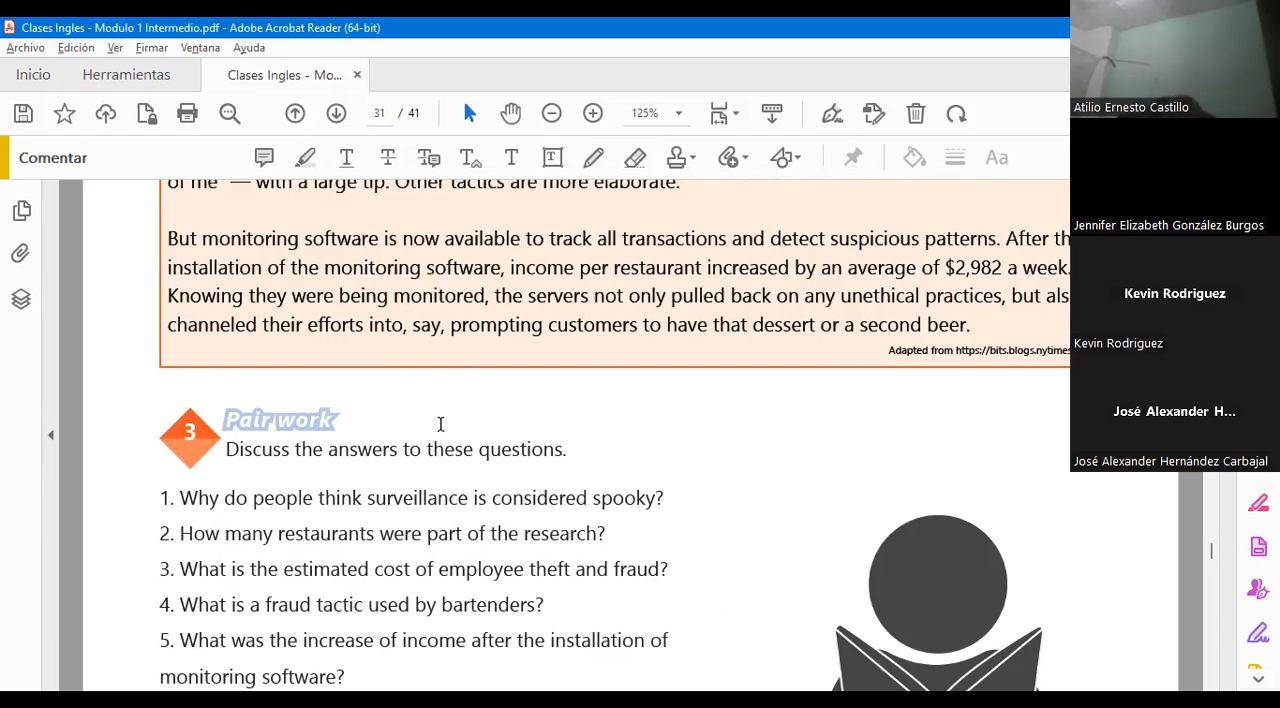 Clases Ingles - Modulo 1 Intermedio.pdf - Adobe Acrobat Reader (64-bit)
Archivo Edición Ver Firmar Ventana Ayuda
Inicio Herramientas Clases Ingles - Mo... ×
31 / 41 125%
Comentar
of me" — with a large tip. Other tactics are more elaborate.
But monitoring software is now available to track all transactions and detect suspicious patterns. After th
installation of the monitoring software, income per restaurant increased by an average of $2,982 a week.
Knowing they were being monitored, the servers not only pulled back on any unethical practices, but als
channeled their efforts into, say, prompting customers to have that dessert or a second beer.
Adapted from https://bits.blogs.nytimes
3 Pair work
Discuss the answers to these questions.
1. Why do people think surveillance is considered spooky?
2. How many restaurants were part of the research?
3. What is the estimated cost of employee theft and fraud?
4. What is a fraud tactic used by bartenders?
5. What was the increase of income after the installation of
monitoring software?
Atilio Ernesto Castillo
Jennifer Elizabeth González Burgos
Kevin Rodriguez
Kevin Rodriguez
José Alexander H...
José Alexander Hernández Carbajal